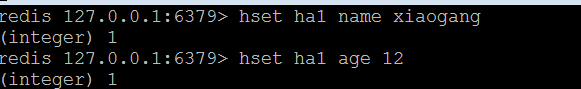 redis 127.0.0.1:6379> hset ha1 name xiaogang
(integer) 1
redis 127.0.0.1:6379> hset ha1 age 12
(integer) 1